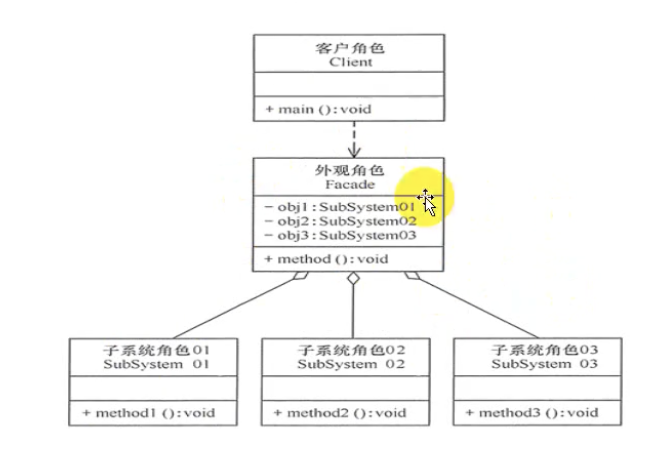 客户角色
Client
+ main ( ) : void
外观角色
Facade
- obj1 : SubSystem01
- obj2 : SubSystem02
- obj3 : SubSystem03
+ method ( ) : void
子系统角色01
SubSystem 01
+ method1 ( ) : void
子系统角色02
SubSystem 02
+ method2 ( ) : void
子系统角色03
SubSystem 03
+ method3 ( ) : void